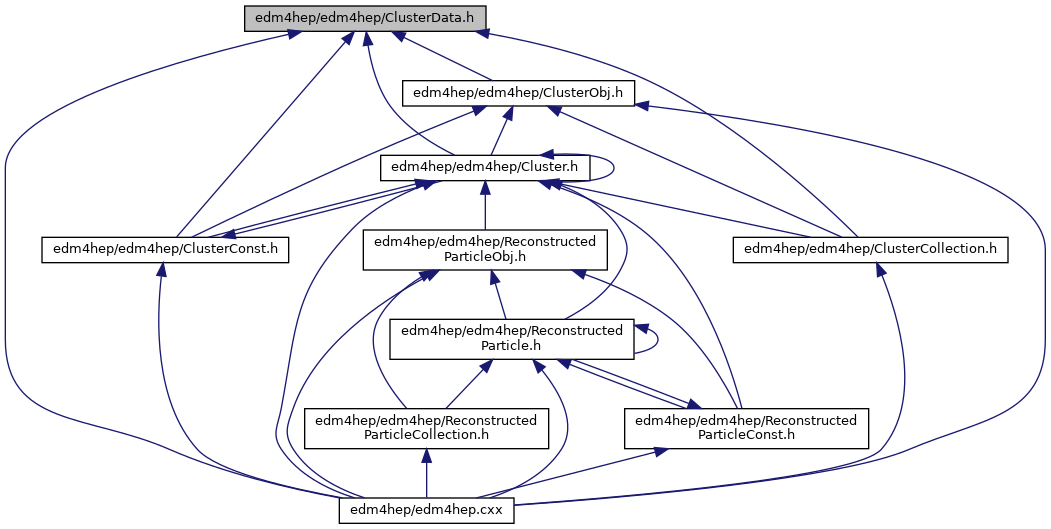 edm4hep/edm4hep/ClusterData.h
edm4hep/edm4hep/ClusterObj.h
edm4hep/edm4hep/Cluster.h
edm4hep/edm4hep/ClusterConst.h
edm4hep/edm4hep/Reconstructed
ParticleObj.h
edm4hep/edm4hep/ClusterCollection.h
edm4hep/edm4hep/Reconstructed
Particle.h
edm4hep/edm4hep/Reconstructed
ParticleCollection.h
edm4hep/edm4hep/Reconstructed
ParticleConst.h
edm4hep/edm4hep.cxx